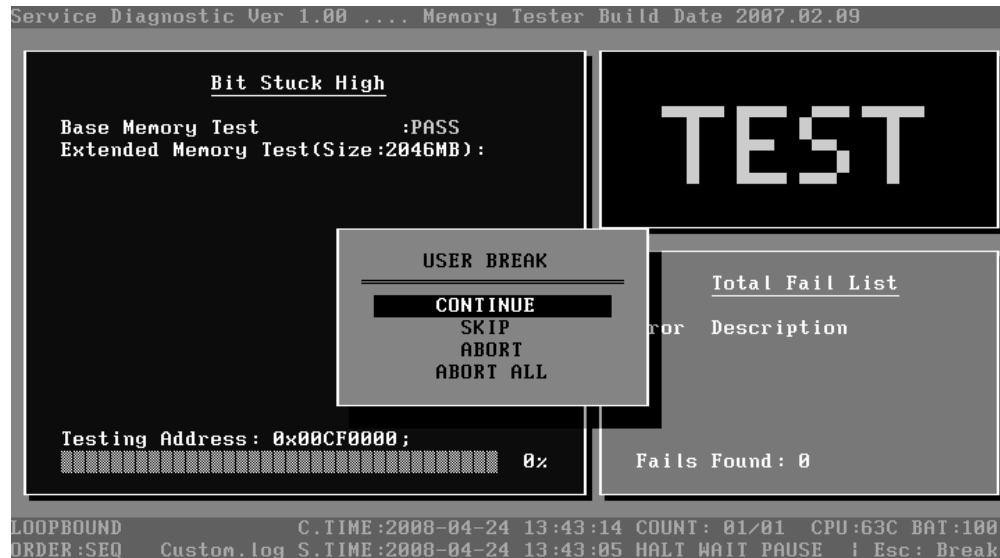 Service Diagnostic Ver 1.00 .... Memory Tester Build Date 2007.02.09
Bit Stuck High
Base Memory Test :PASS
Extended Memory Test(Size:2046MB):
TEST
USER BREAK
CONTINUE
SKIP
ABORT
ABORT ALL
Total Fail List
Description
Testing Address: 0x00CF0000;
0%
Fails Found: 0
LOOPBOUND C.TIME:2008-04-24 13:43:14 COUNT: 01/01 CPU:63C BAT:100
ORDER:SEQ Custom.log S.TIME:2008-04-24 13:43:05 HALT WAIT PAUSE | Esc: Break